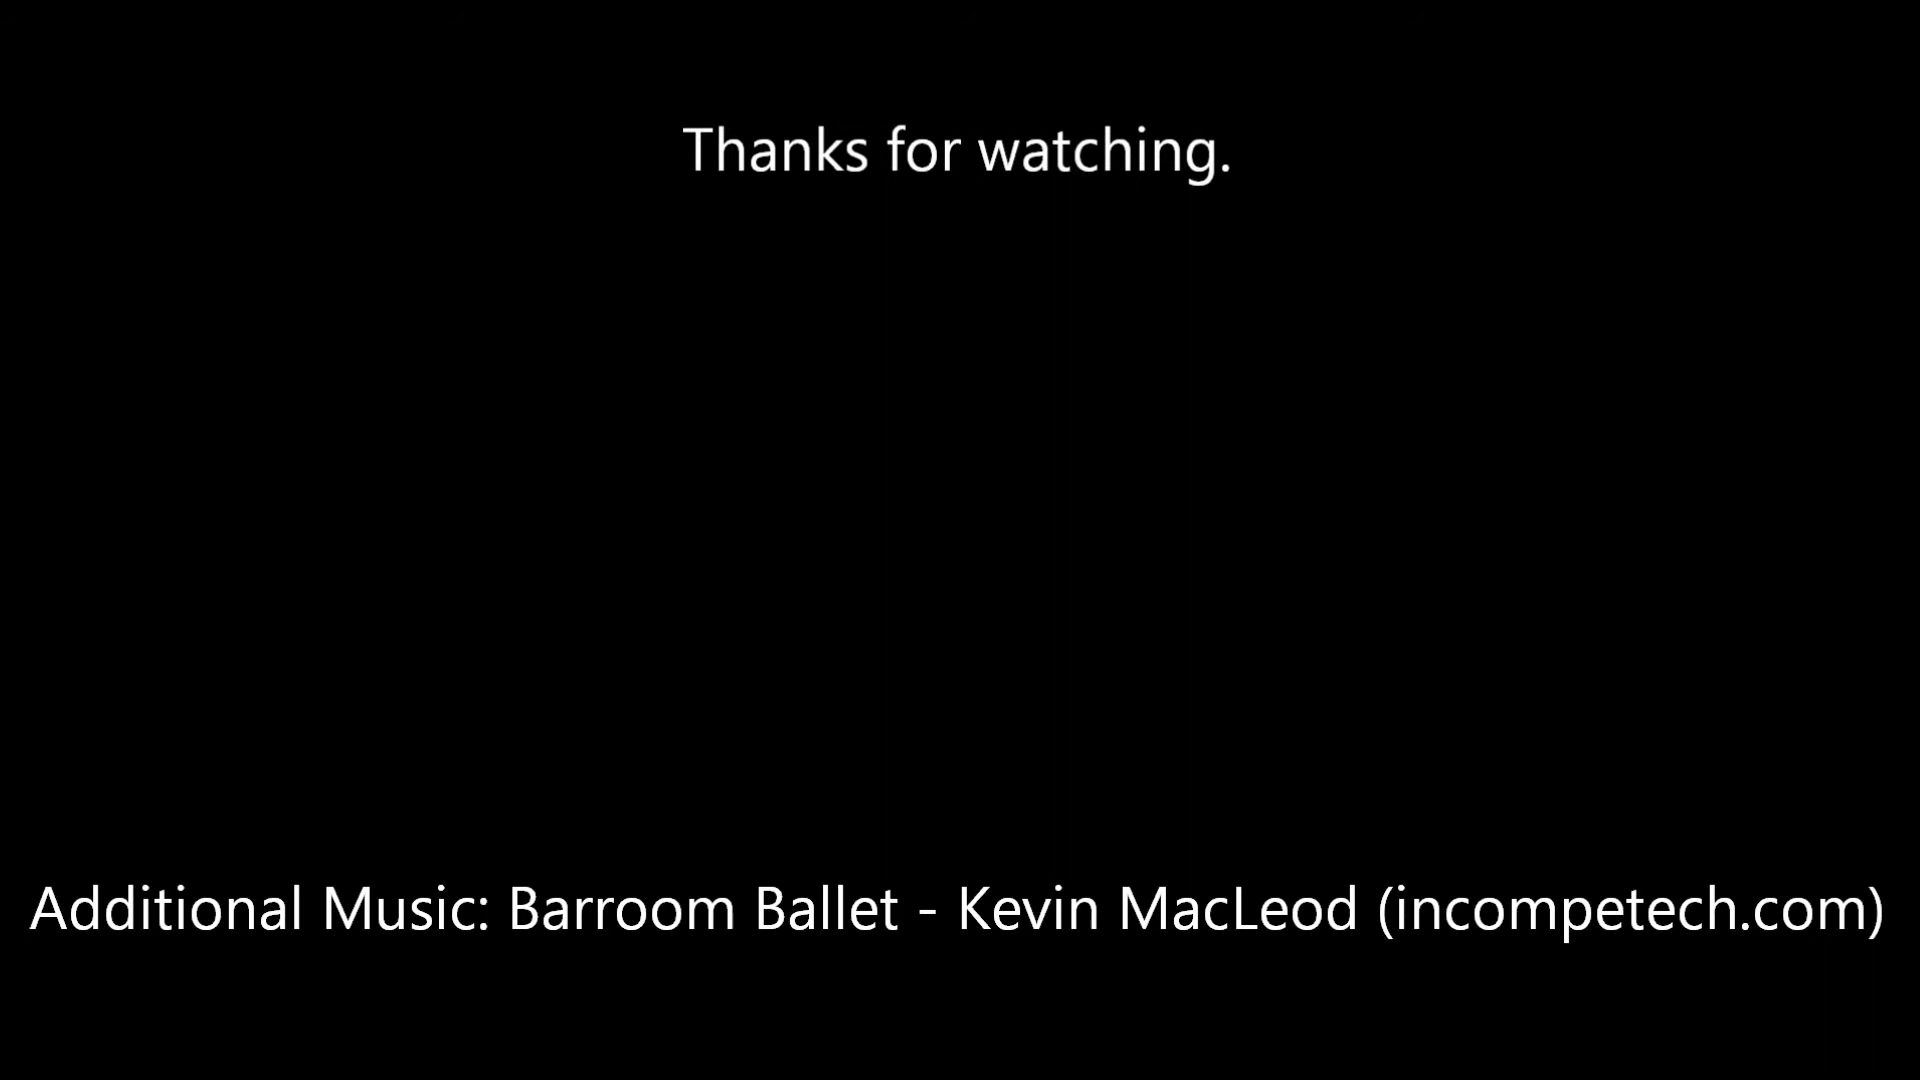 Thanks for watching.
Additional Music: Barroom Ballet - Kevin MacLeod (incompetech.com)